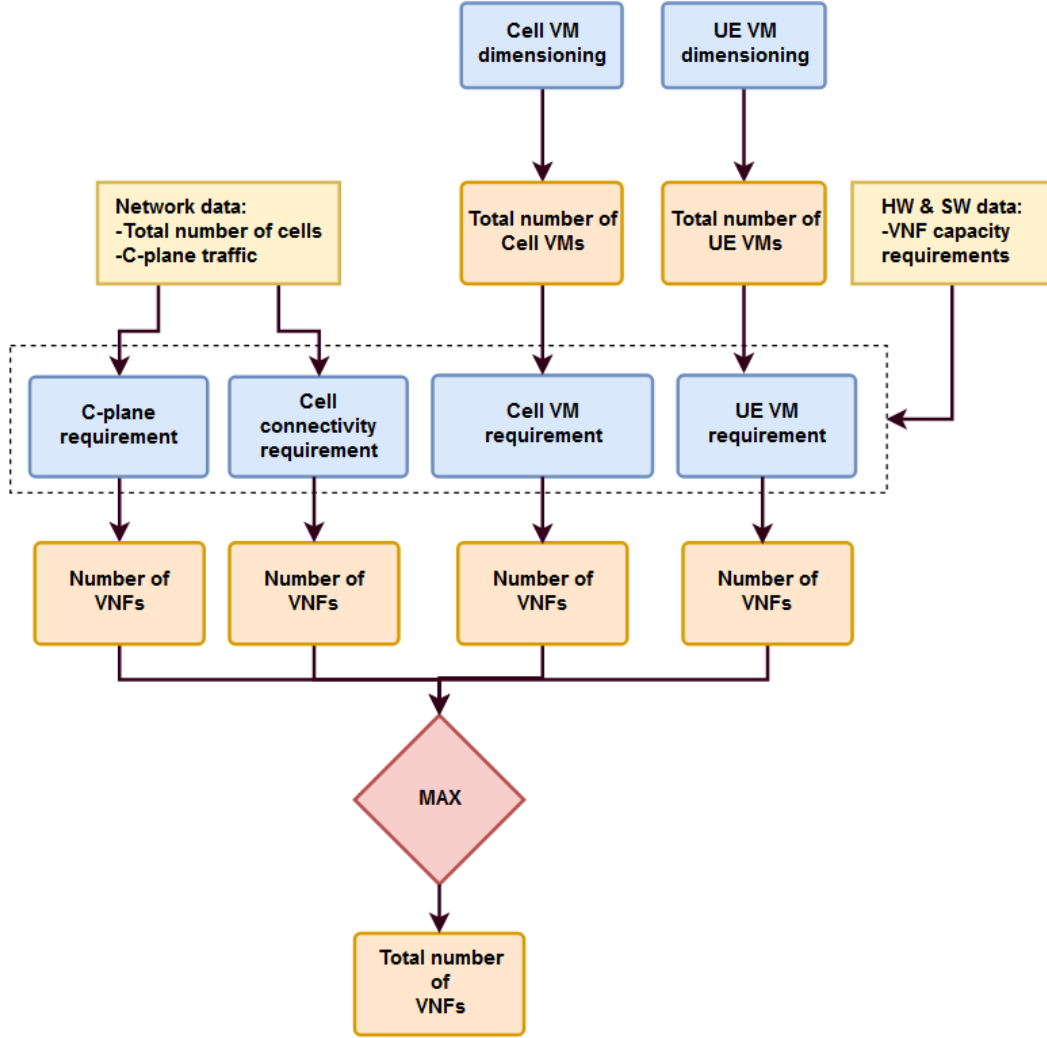 Cell VM
dimensioning
UE VM
dimensioning
Network data:
-Total number of cells
-C-plane traffic
Total number of
Cell VMs
Total number of
UE VMs
HW & SW data:
-VNF capacity
requirements
C-plane
requirement
Cell
connectivity
requirement
Cell VM
requirement
UE VM
requirement
Number of
VNFs
Number of
VNFs
Number of
VNFs
Number of
VNFs
MAX
Total number
of
VNFs